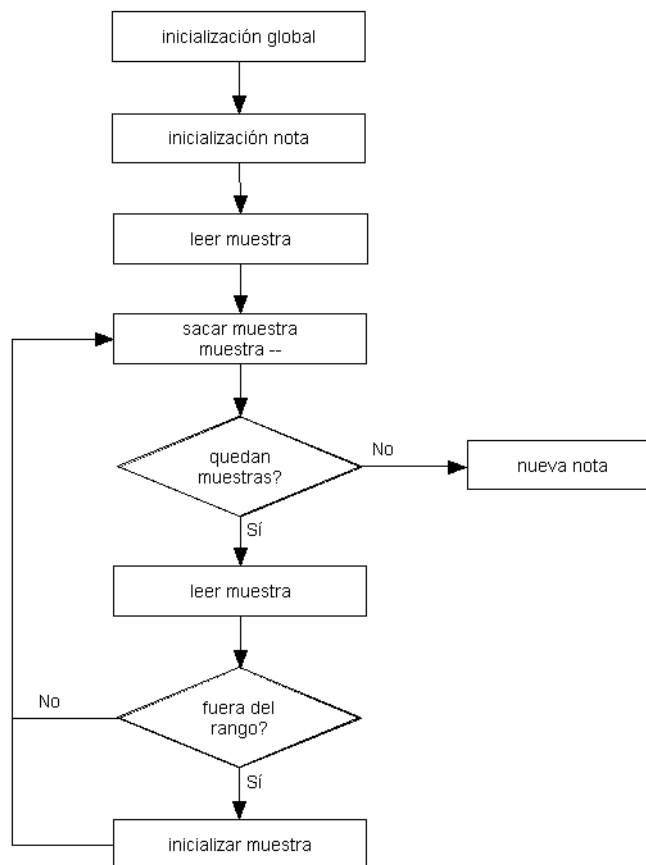 inicialización global
inicialización nota
leer muestra
sacar muestra
muestra --
quedan
muestras?
No
nueva nota
Sí
leer muestra
No
fuera del
rango?
Sí
inicializar muestra